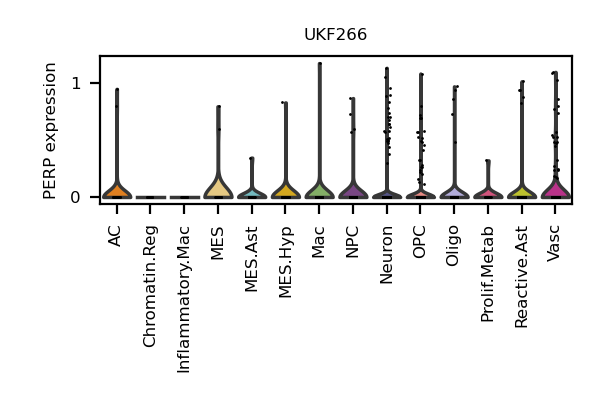 UKF266
PERP expression
1
0
AC
Chromatin.Reg
Inflammatory.Mac
MES
MES.Ast
MES.Hyp
Mac
NPC
Neuron
OPC
Oligo
Prolif.Metab
Reactive.Ast
Vasc